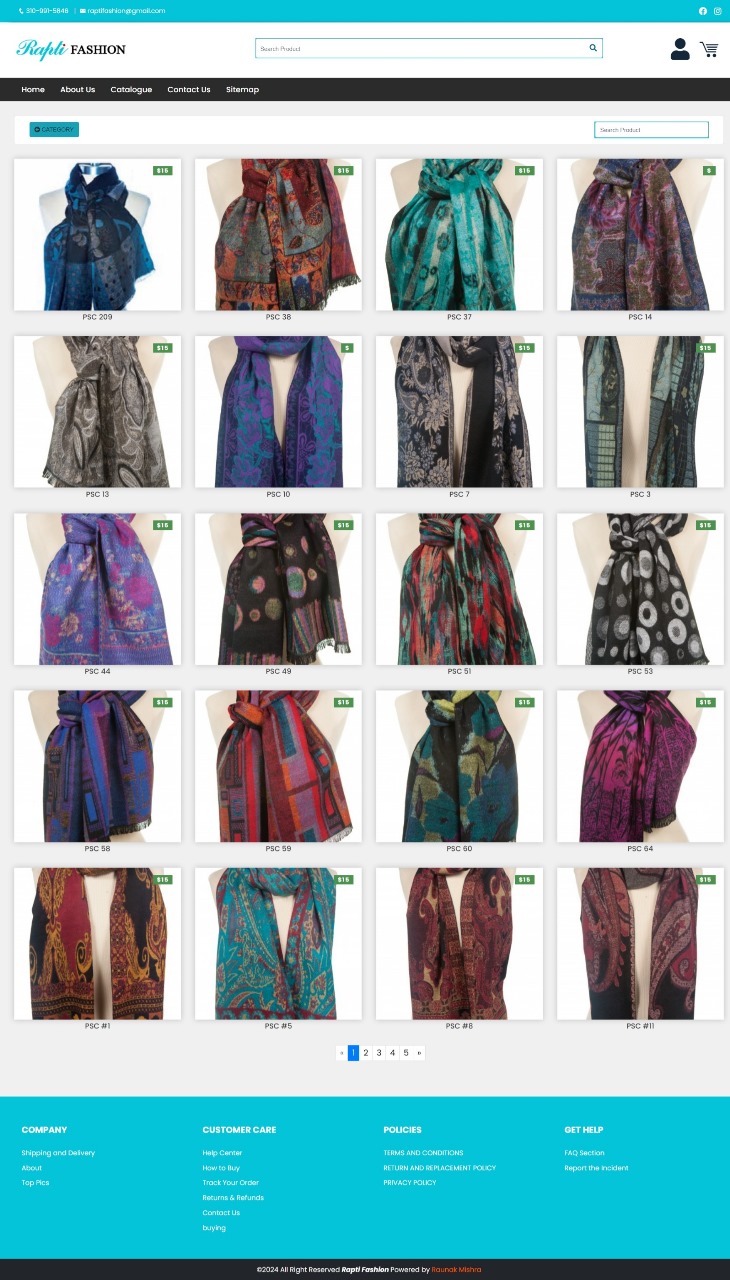 310-991-5846 | raptifashion@gmail.com
Rapti FASHION
Search Product
Home About Us Catalogue Contact Us Sitemap
CATEGORY
Search Product
$15 $15 $15 $
PSC 209 PSC 38 PSC 37 PSC 14
$15 $ $15 $15
PSC 13 PSC 10 PSC 7 PSC 3
$15 $15 $15 $15
PSC 44 PSC 49 PSC 51 PSC 53
$15 $15 $15 $15
PSC 58 PSC 59 PSC 60 PSC 64
$15 $15 $15 $15
PSC #1 PSC #5 PSC #8 PSC #11
« 1 2 3 4 5 »
COMPANY
Shipping and Delivery
About
Top Pics
CUSTOMER CARE
Help Center
How to Buy
Track Your Order
Returns & Refunds
Contact Us
buying
POLICIES
TERMS AND CONDITIONS
RETURN AND REPLACEMENT POLICY
PRIVACY POLICY
GET HELP
FAQ Section
Report the Incident
©2024 All Right Reserved Rapti Fashion Powered by Raunak Mishra